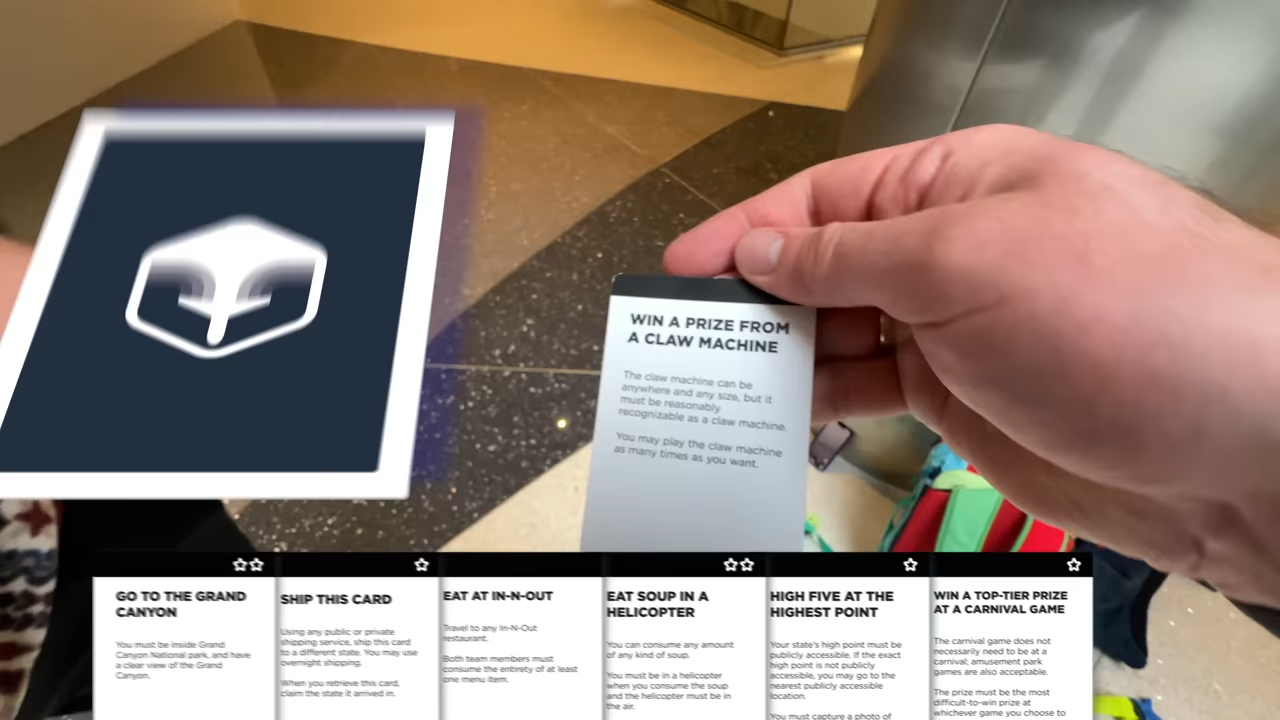 WIN A PRIZE FROM
A CLAW MACHINE
The claw machine can be
anywhere and any size, but it
must be reasonably
recognizable as a claw machine.
You may play the claw machine
as many times as you want.
GO TO THE GRAND
CANYON
You must be inside Grand
Canyon National park, and have
a clear view of the Grand
Canyon.
SHIP THIS CARD
Using any public or private
shipping service, ship this card
to a different state. You may use
overnight shipping.
When you retrieve this card,
claim the state it arrived in.
EAT AT IN-N-OUT
Travel to any In-N-Out
restaurant.
Both team members must
consume the entirety of at least
one menu item.
EAT SOUP IN A
HELICOPTER
You can consume any amount
of any kind of soup.
You must be in a helicopter
when you consume the soup
and the helicopter must be in
the air.
HIGH FIVE AT THE
HIGHEST POINT
Your state's high point must be
publicly accessible. If the exact
high point is not publicly
accessible, you may go to the
nearest publicly accessible
location.
You must capture a photo of
WIN A TOP-TIER PRIZE
AT A CARNIVAL GAME
The carnival game does not
necessarily need to be at a
carnival; amusement park
games are also acceptable.
The prize must be the most
difficult-to-win prize at
whichever game you choose to